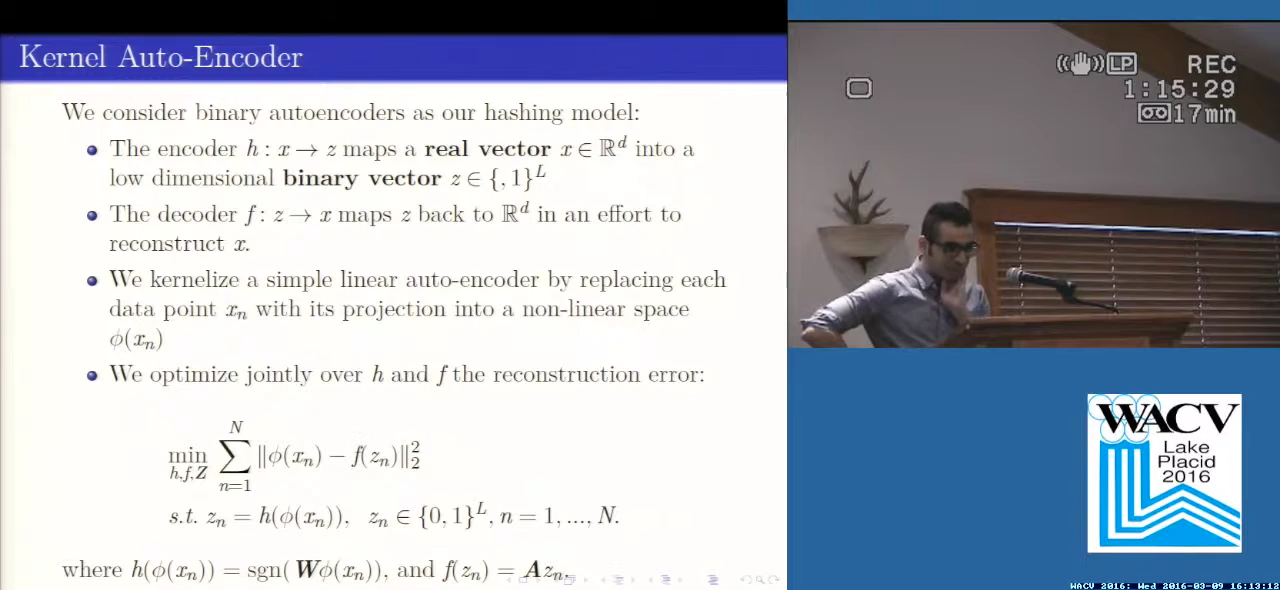 Kernel Auto-Encoder
We consider binary autoencoders as our hashing model:
The encoder h : x → z maps a real vector x ∈ ℝ^d into a
low dimensional binary vector z ∈ {, 1}^L
The decoder f : z → x maps z back to ℝ^d in an effort to
reconstruct x.
We kernelize a simple linear auto-encoder by replacing each
data point x_n with its projection into a non-linear space
ϕ(x_n)
We optimize jointly over h and f the reconstruction error:
min_{h,f,Z} ∑_{n=1}^{N} ‖ϕ(x_n) − f(z_n)‖_2^2
s.t. z_n = h(ϕ(x_n)), z_n ∈ {0, 1}^L, n = 1, ..., N.
where h(ϕ(x_n)) = sgn( Wϕ(x_n)), and f(z_n) = Az_n.
LP REC
1:15:29
17min
WACV
Lake
Placid
2016
WACV 2016: Wed 2016-03-09 16:13:12